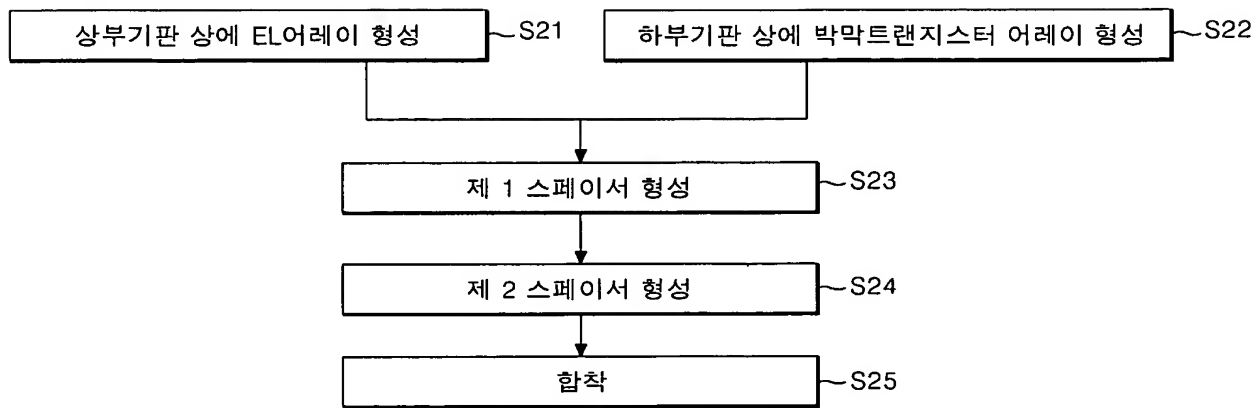 상부기판 상에 EL어레이 형성
S21
하부기판 상에 박막트랜지스터 어레이 형성
S22
제 1 스페이서 형성
S23
제 2 스페이서 형성
S24
합착
S25